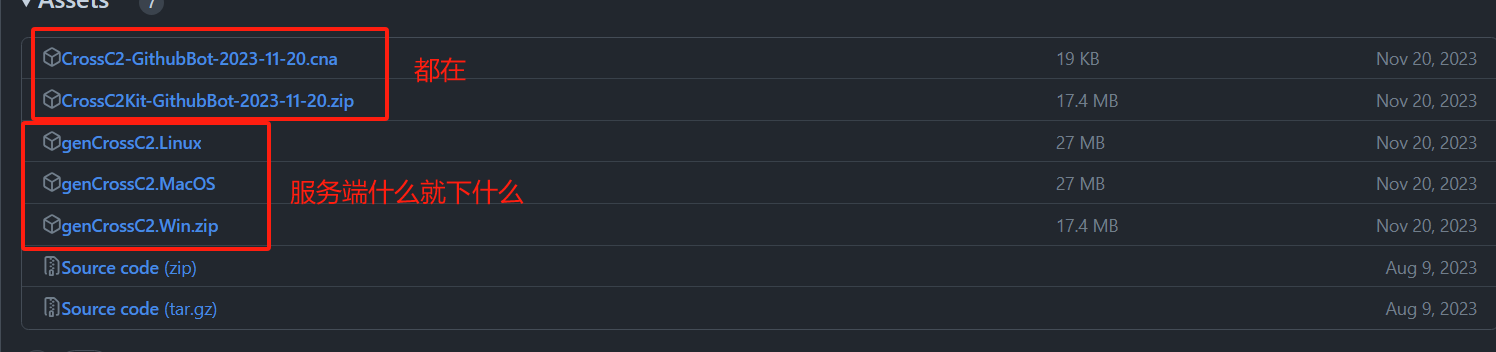 Assets 7
CrossC2-GithubBot-2023-11-20.cna 19 KB Nov 20, 2023
都在
CrossC2Kit-GithubBot-2023-11-20.zip 17.4 MB Nov 20, 2023
genCrossC2.Linux 27 MB Nov 20, 2023
genCrossC2.MacOS 27 MB Nov 20, 2023
服务端什么就下什么
genCrossC2.Win.zip 17.4 MB Nov 20, 2023
Source code (zip) Aug 9, 2023
Source code (tar.gz) Aug 9, 2023